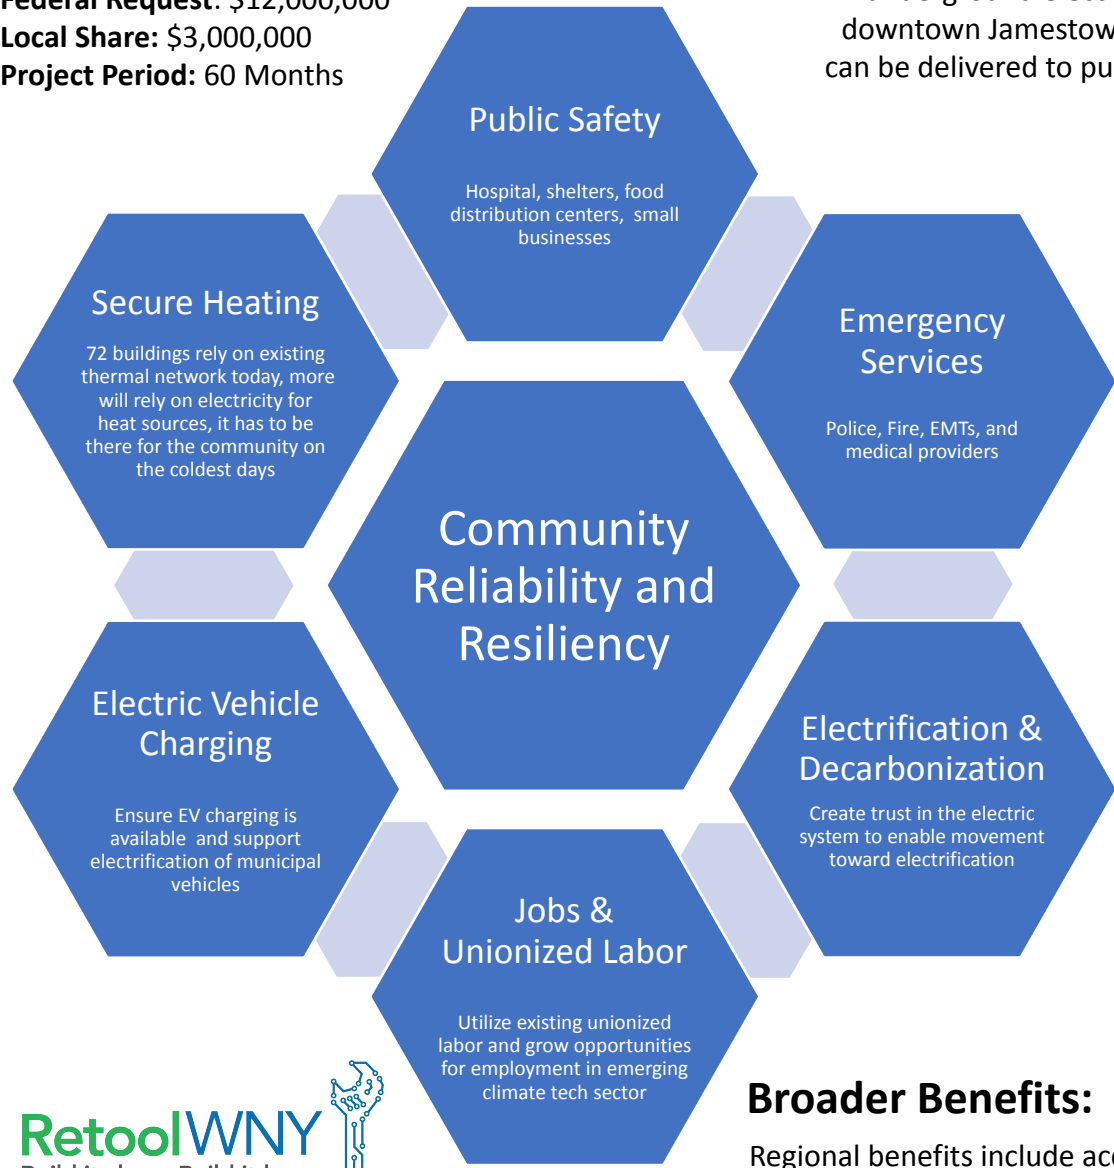 Federal Request: $12,000,000
Local Share: $3,000,000
Project Period: 60 Months
downtown Jamestow
can be delivered to pu
Public Safety
Hospital, shelters, food
distribution centers,  small
businesses
Secure Heating
72 buildings rely on existing
thermal network today, more
will rely on electricity for
heat sources, it has to be
there for the community on
the coldest days
Emergency
Services
Police, Fire, EMTs, and
medical providers
Community
Reliability and
Resiliency
Electric Vehicle
Charging
Ensure EV charging is
available  and support
electrification of municipal
vehicles
Electrification &
Decarbonization
Create trust in the electric
system to enable movement
toward electrification
Jobs &
Unionized Labor
Utilize existing unionized
labor and grow opportunities
for employment in emerging
climate tech sector
RetoolWNY
Broader Benefits:
Regional benefits include acc